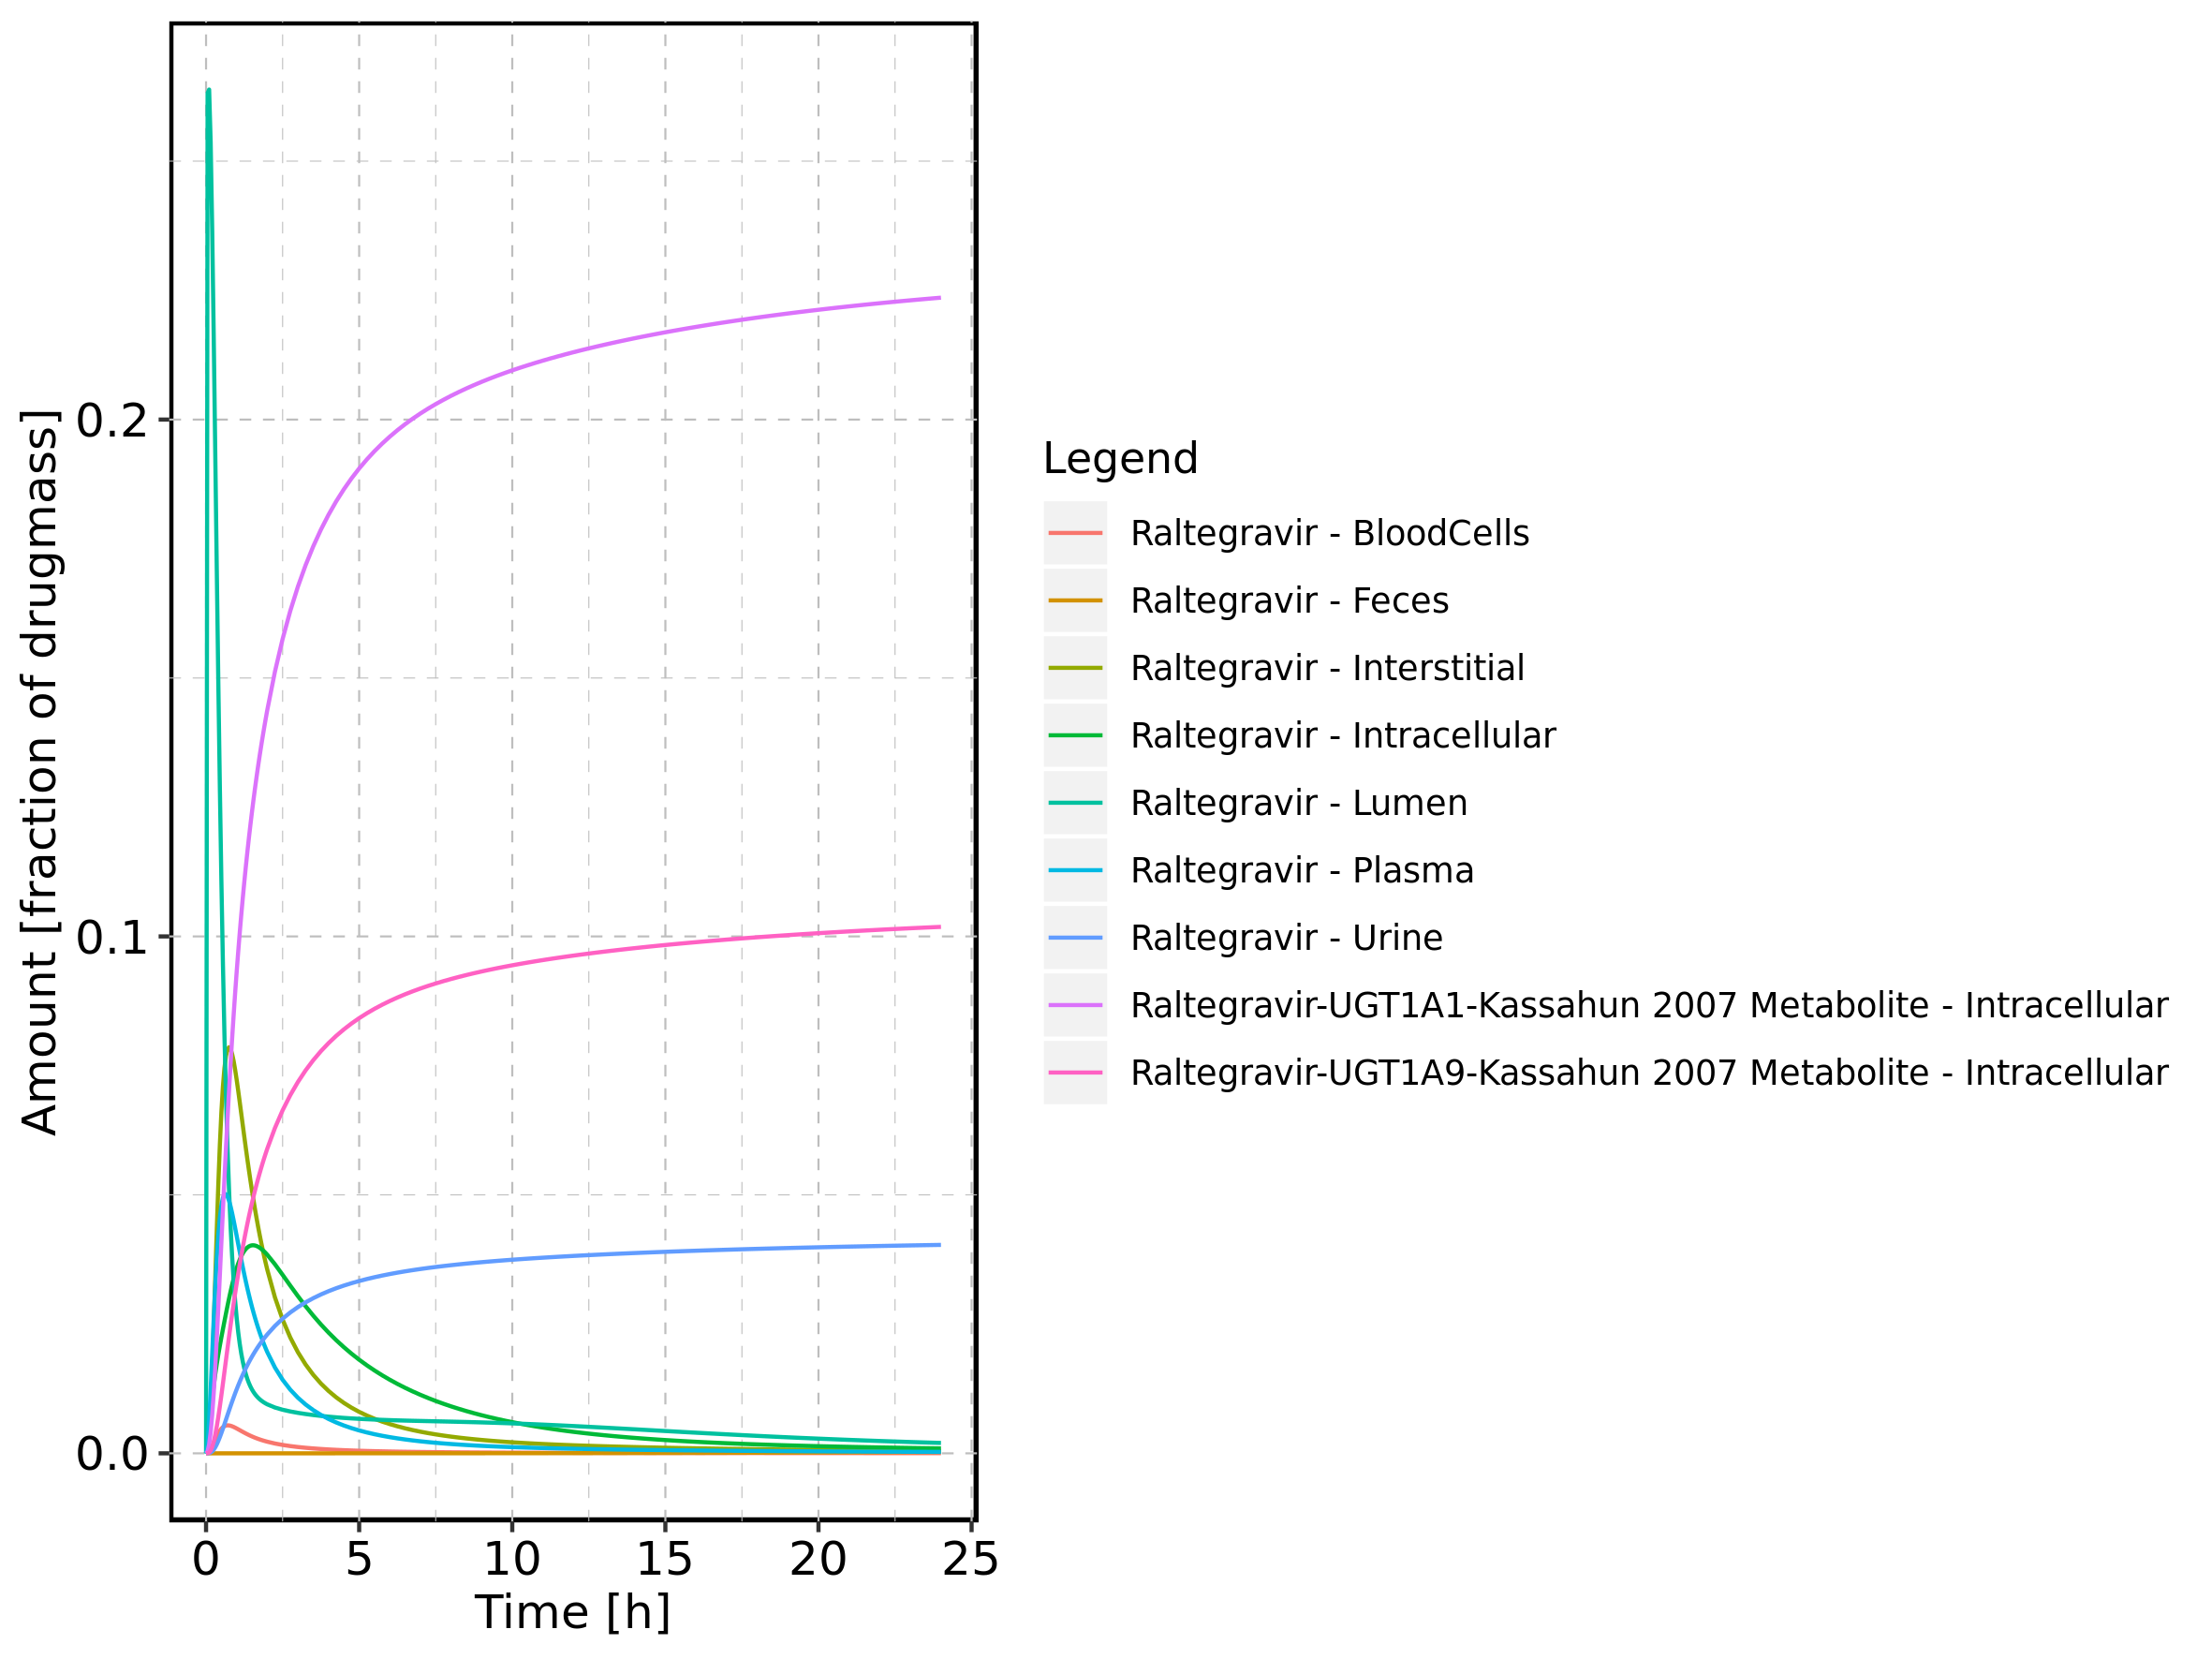 Amount [fraction of drugmass]
0.2
0.1
0.0
0 5 10 15 20 25
Time [h]
Legend
Raltegravir - BloodCells
Raltegravir - Feces
Raltegravir - Interstitial
Raltegravir - Intracellular
Raltegravir - Lumen
Raltegravir - Plasma
Raltegravir - Urine
Raltegravir-UGT1A1-Kassahun 2007 Metabolite - Intracellular
Raltegravir-UGT1A9-Kassahun 2007 Metabolite - Intracellular